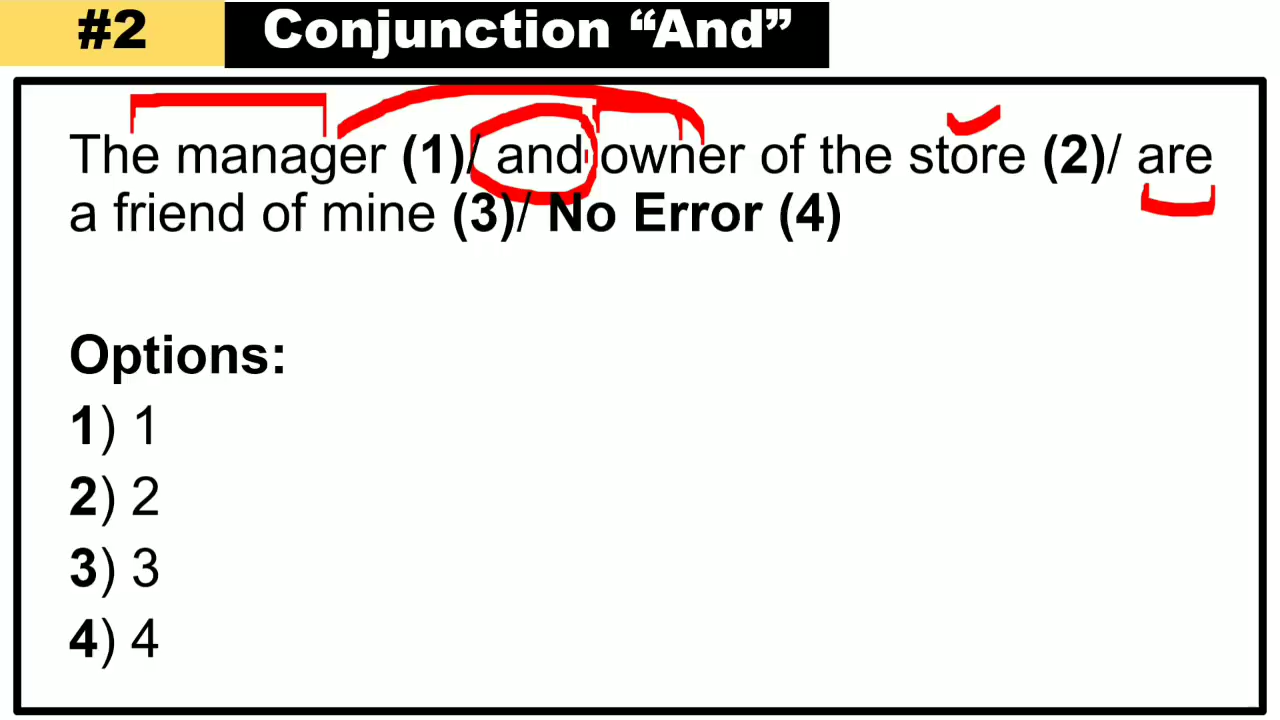 #2
Conjunction “And”
The manager (1)/ and owner of the store (2)/ are
a friend of mine (3)/ No Error (4)
Options:
1) 1
2) 2
3) 3
4) 4